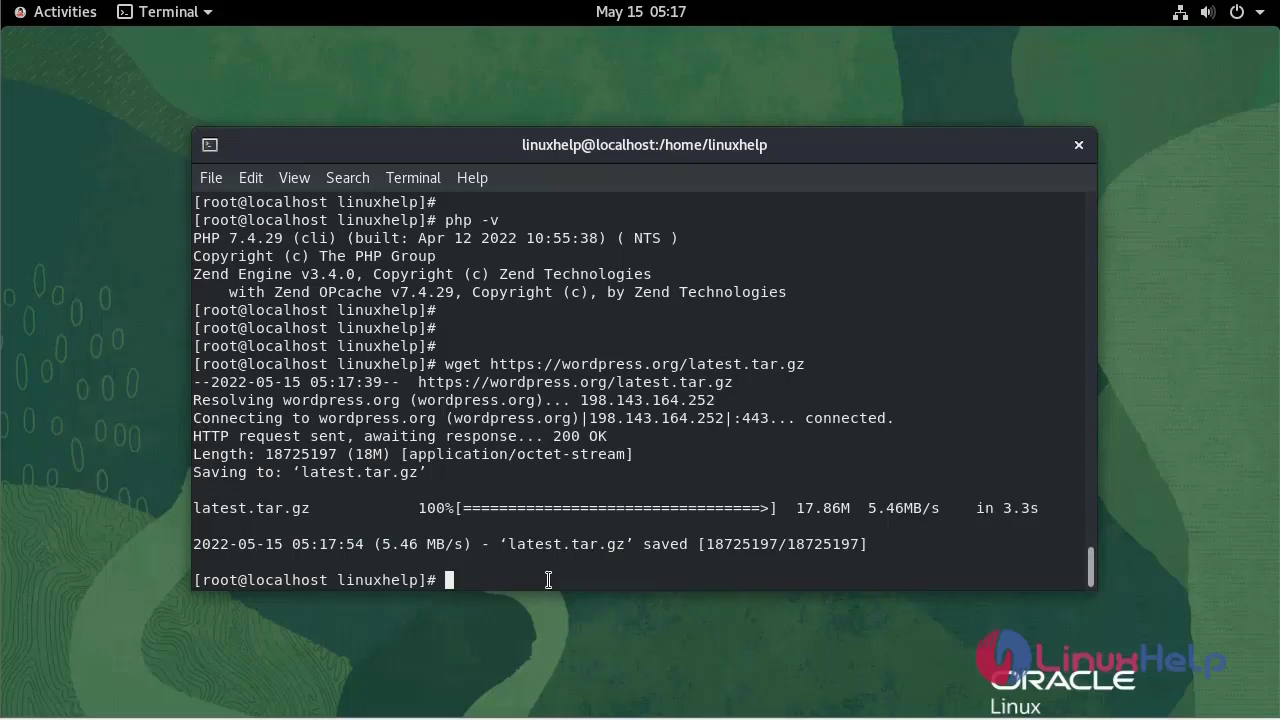 Activities Terminal May 15 05:17
linuxhelp@localhost:/home/linuxhelp
File Edit View Search Terminal Help
[root@localhost linuxhelp]#
[root@localhost linuxhelp]# php -v
PHP 7.4.29 (cli) (built: Apr 12 2022 10:55:38) ( NTS )
Copyright (c) The PHP Group
Zend Engine v3.4.0, Copyright (c) Zend Technologies
    with Zend OPcache v7.4.29, Copyright (c), by Zend Technologies
[root@localhost linuxhelp]#
[root@localhost linuxhelp]#
[root@localhost linuxhelp]#
[root@localhost linuxhelp]# wget https://wordpress.org/latest.tar.gz
--2022-05-15 05:17:39--  https://wordpress.org/latest.tar.gz
Resolving wordpress.org (wordpress.org)... 198.143.164.252
Connecting to wordpress.org (wordpress.org)|198.143.164.252|:443... connected.
HTTP request sent, awaiting response... 200 OK
Length: 18725197 (18M) [application/octet-stream]
Saving to: ‘latest.tar.gz’
latest.tar.gz            100%[=================================>]  17.86M  5.46MB/s    in 3.3s
2022-05-15 05:17:54 (5.46 MB/s) - ‘latest.tar.gz’ saved [18725197/18725197]
[root@localhost linuxhelp]#
LinuxHelp
ORACLE
Linux